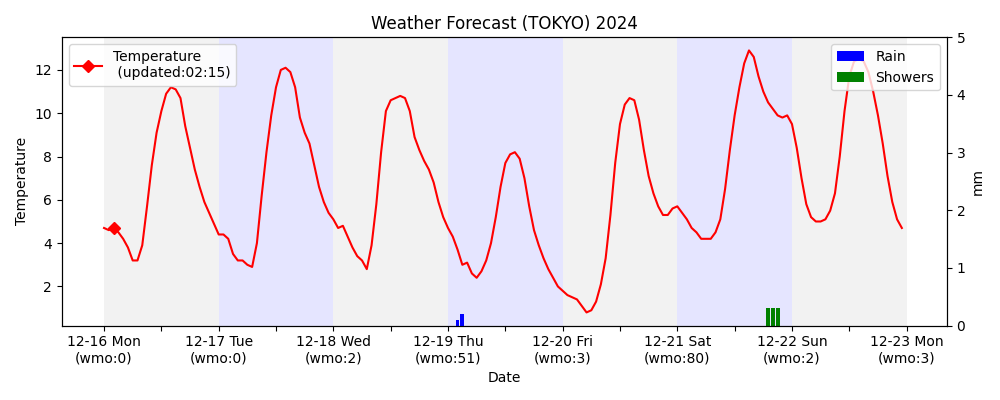 Weather Forecast (TOKYO) 2024
Temperature
(updated:02:15)
Rain
Showers
Temperature
12
10
8
6
4
2
5
4
3
2
1
0
mm
12-16 Mon
(wmo:0)
12-17 Tue
(wmo:0)
12-18 Wed
(wmo:2)
12-19 Thu
(wmo:51)
12-20 Fri
(wmo:3)
12-21 Sat
(wmo:80)
12-22 Sun
(wmo:2)
12-23 Mon
(wmo:3)
Date